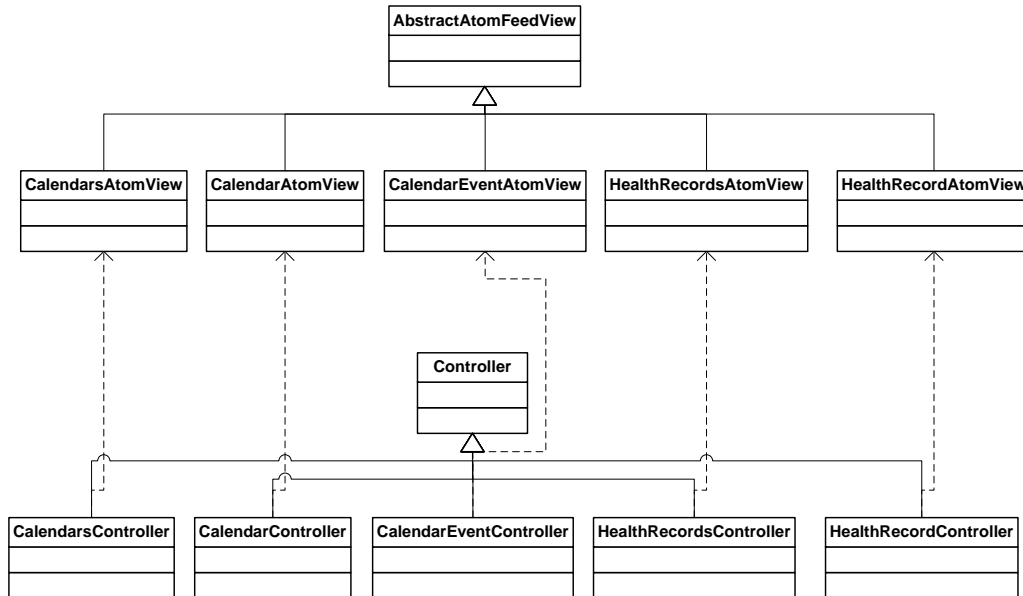 AbstractAtomFeedView
CalendarsAtomView
CalendarAtomView
CalendarEventAtomView
HealthRecordsAtomView
HealthRecordAtomView
Controller
CalendarsController
CalendarController
CalendarEventController
HealthRecordsController
HealthRecordController